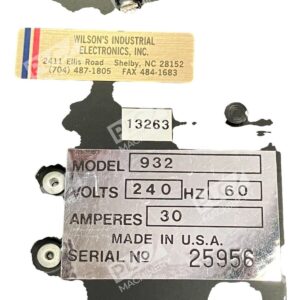 WILSON'S INDUSTRIAL
ELECTRONICS, INC.
2411 Ellis Road Shelby, NC 28152
(704) 487-1805 FAX 484-1683
13263
MODEL 932
VOLTS 240 HZ 60
AMPERES 30
MADE IN U.S.A.
SERIAL Nº 25956